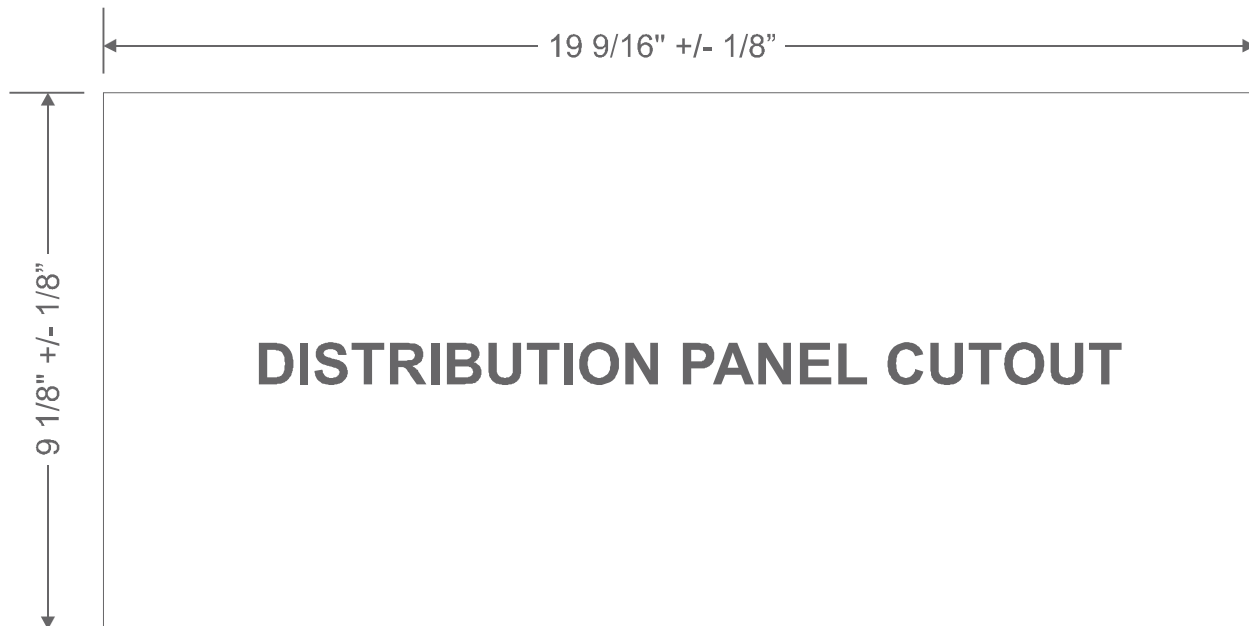 19 9/16" +/- 1/8”
9 1/8" +/- 1/8”
DISTRIBUTION PANEL CUTOUT